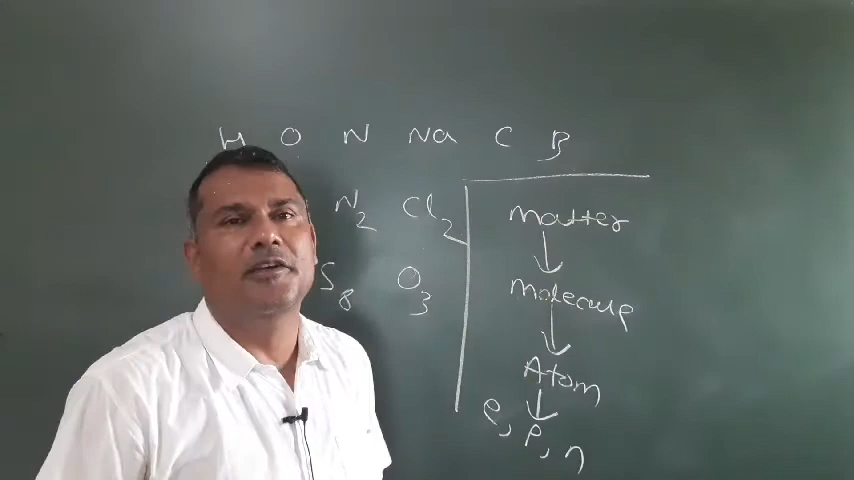 H O N Na C B
N2 Cl2
S8 O3
matter
↓
molecule
↓
Atom
↓
e, p, n